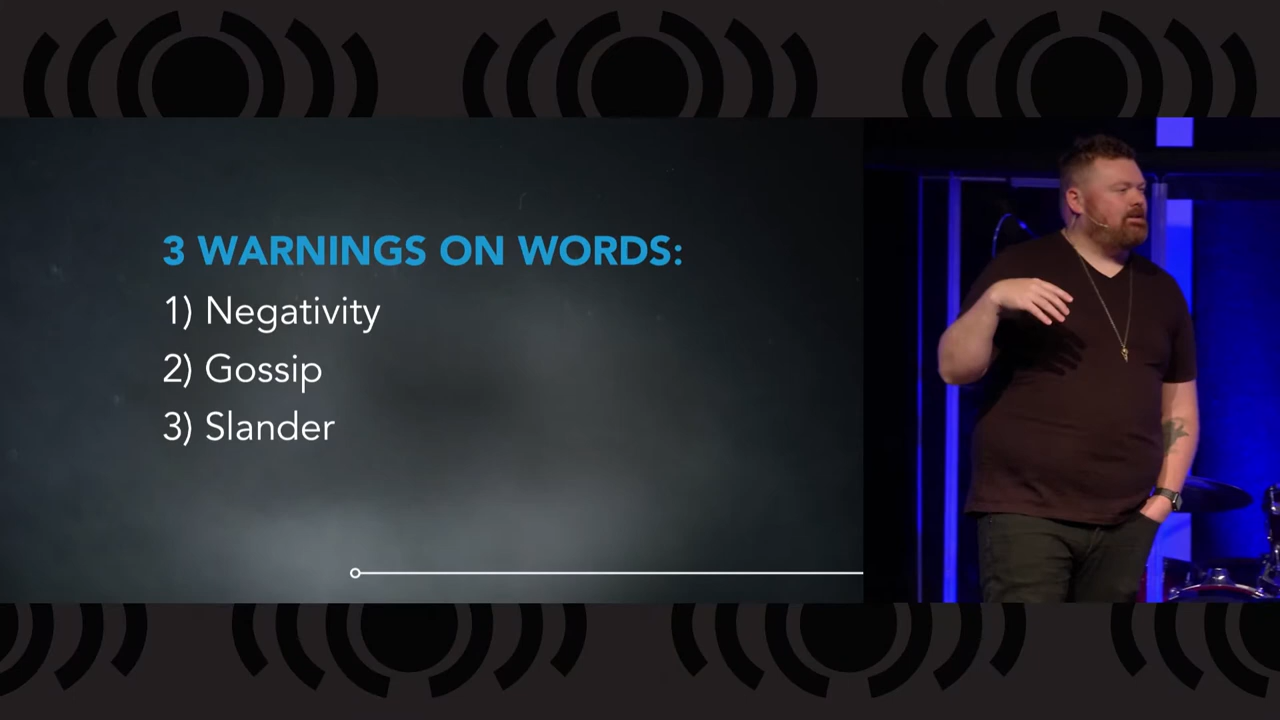 3 WARNINGS ON WORDS:
1) Negativity
2) Gossip
3) Slander